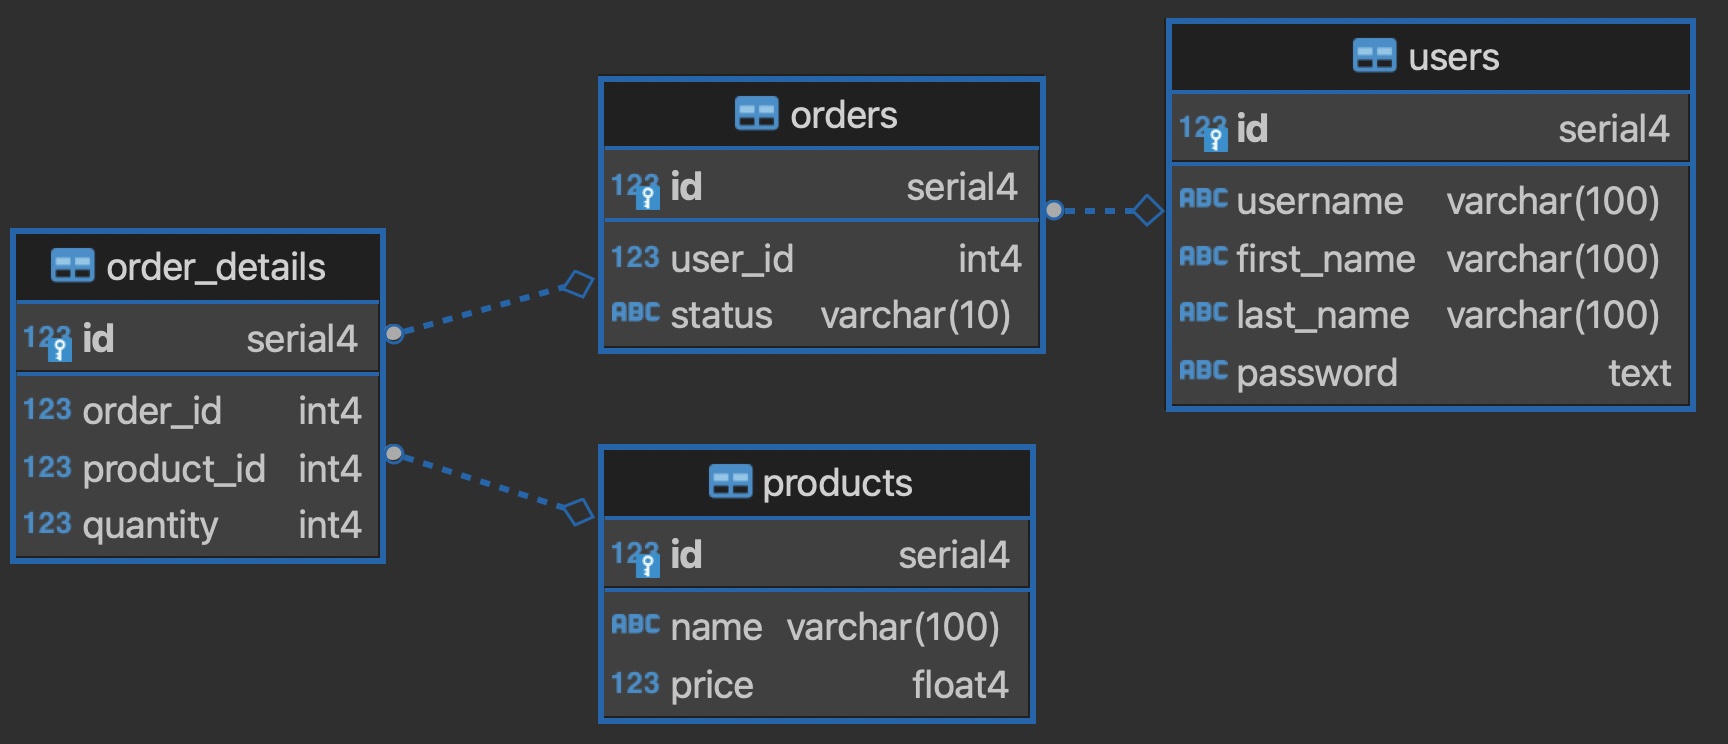 order_details
123 id serial4
123 order_id int4
123 product_id int4
123 quantity int4
orders
123 id serial4
123 user_id int4
ABC status varchar(10)
products
123 id serial4
ABC name varchar(100)
123 price float4
users
123 id serial4
ABC username varchar(100)
ABC first_name varchar(100)
ABC last_name varchar(100)
ABC password text